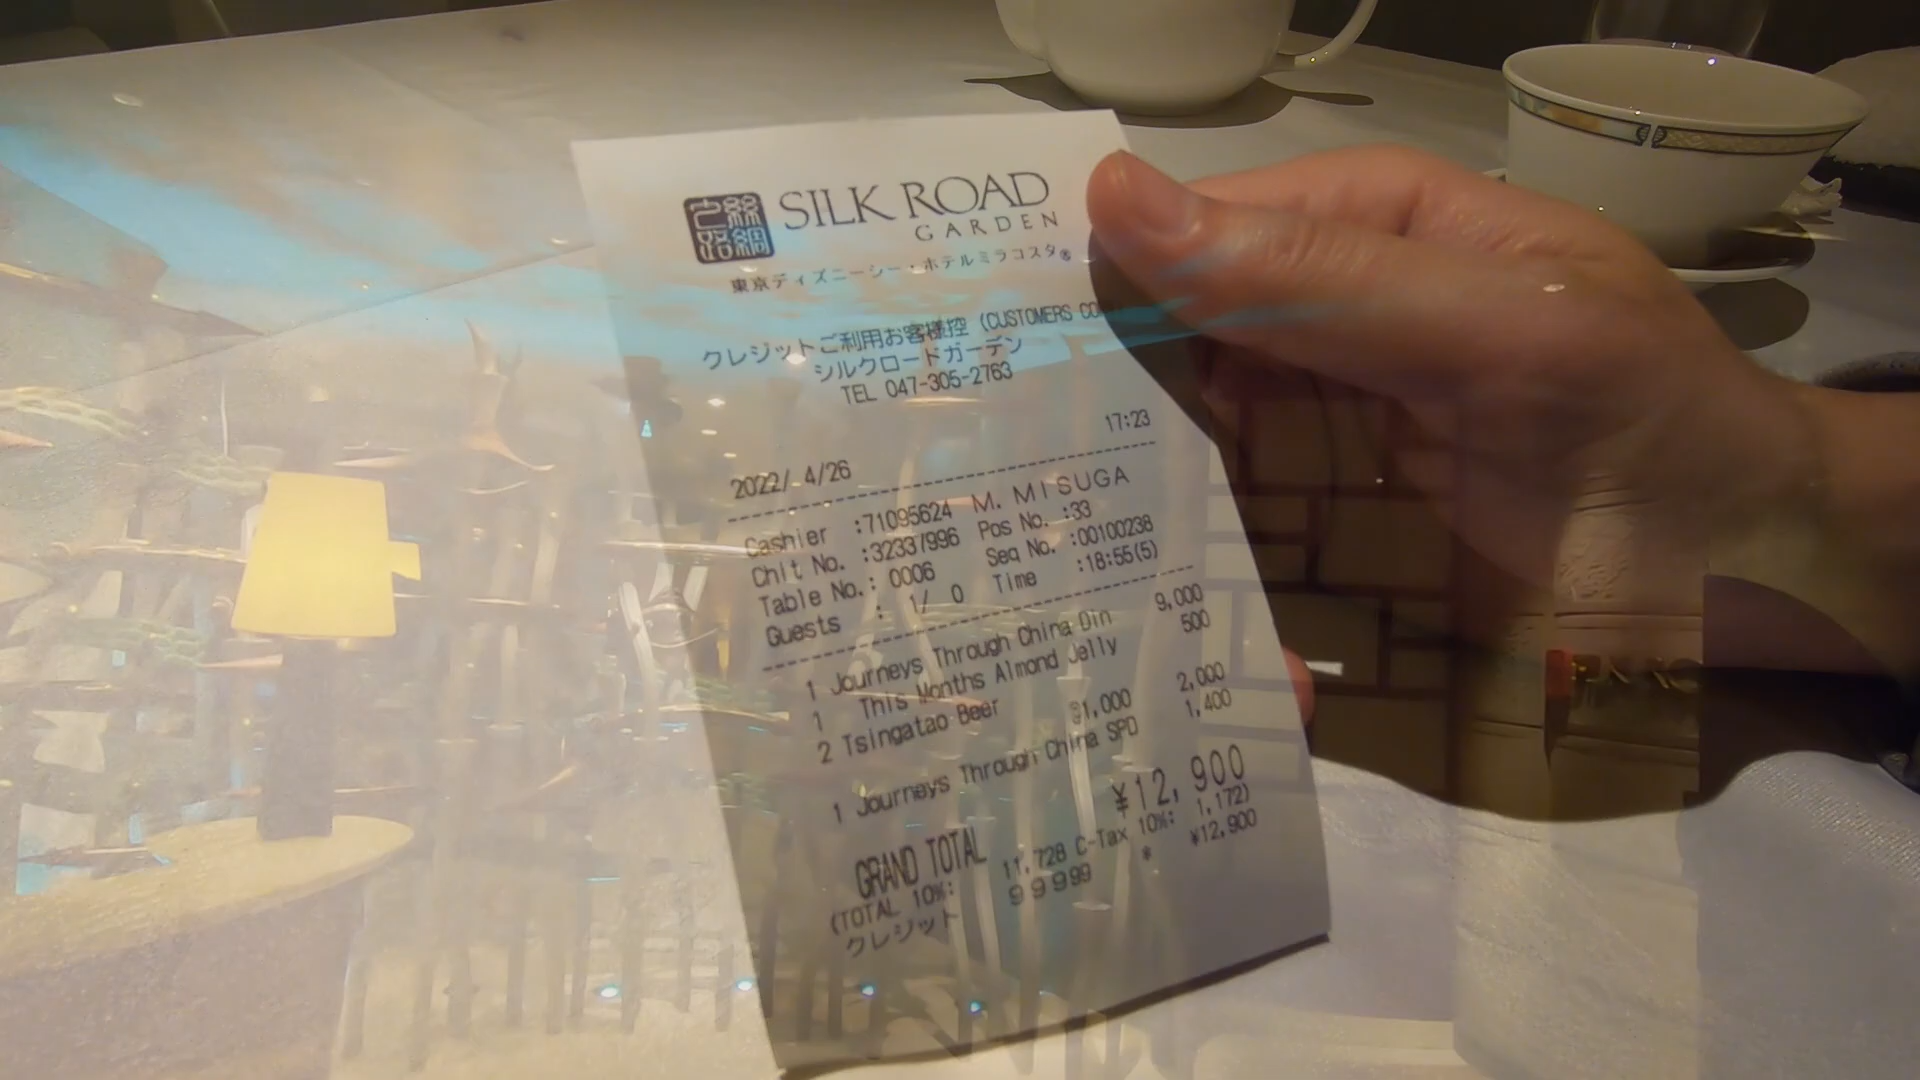 絲綢之路
SILK ROAD
GARDEN
東京ディズニーシー・ホテルミラコスタ®
クレジットご利用お客様控 (CUSTOMERS
シルクロードガーデン
TEL 047-305-2763
17:23
2022/ 4/26
Cashier :71095624 M. MISUGA
Chit No. :32337996 Pos No. :33
Table No.: 0006 Seq No. :00100238
Guests : 1/ 0 Time :18:55(5)
1 Journeys Through China Din 9,000
1 This Months Almond Jelly 500
2 Tsingatao Beer @1,000 2,000
1 Journeys Through China SPD 1,400
GRAND TOTAL ¥12,900
(TOTAL 10%: 11,728 C-Tax 10%: 1,172)
クレジット 99999 * ¥12,900